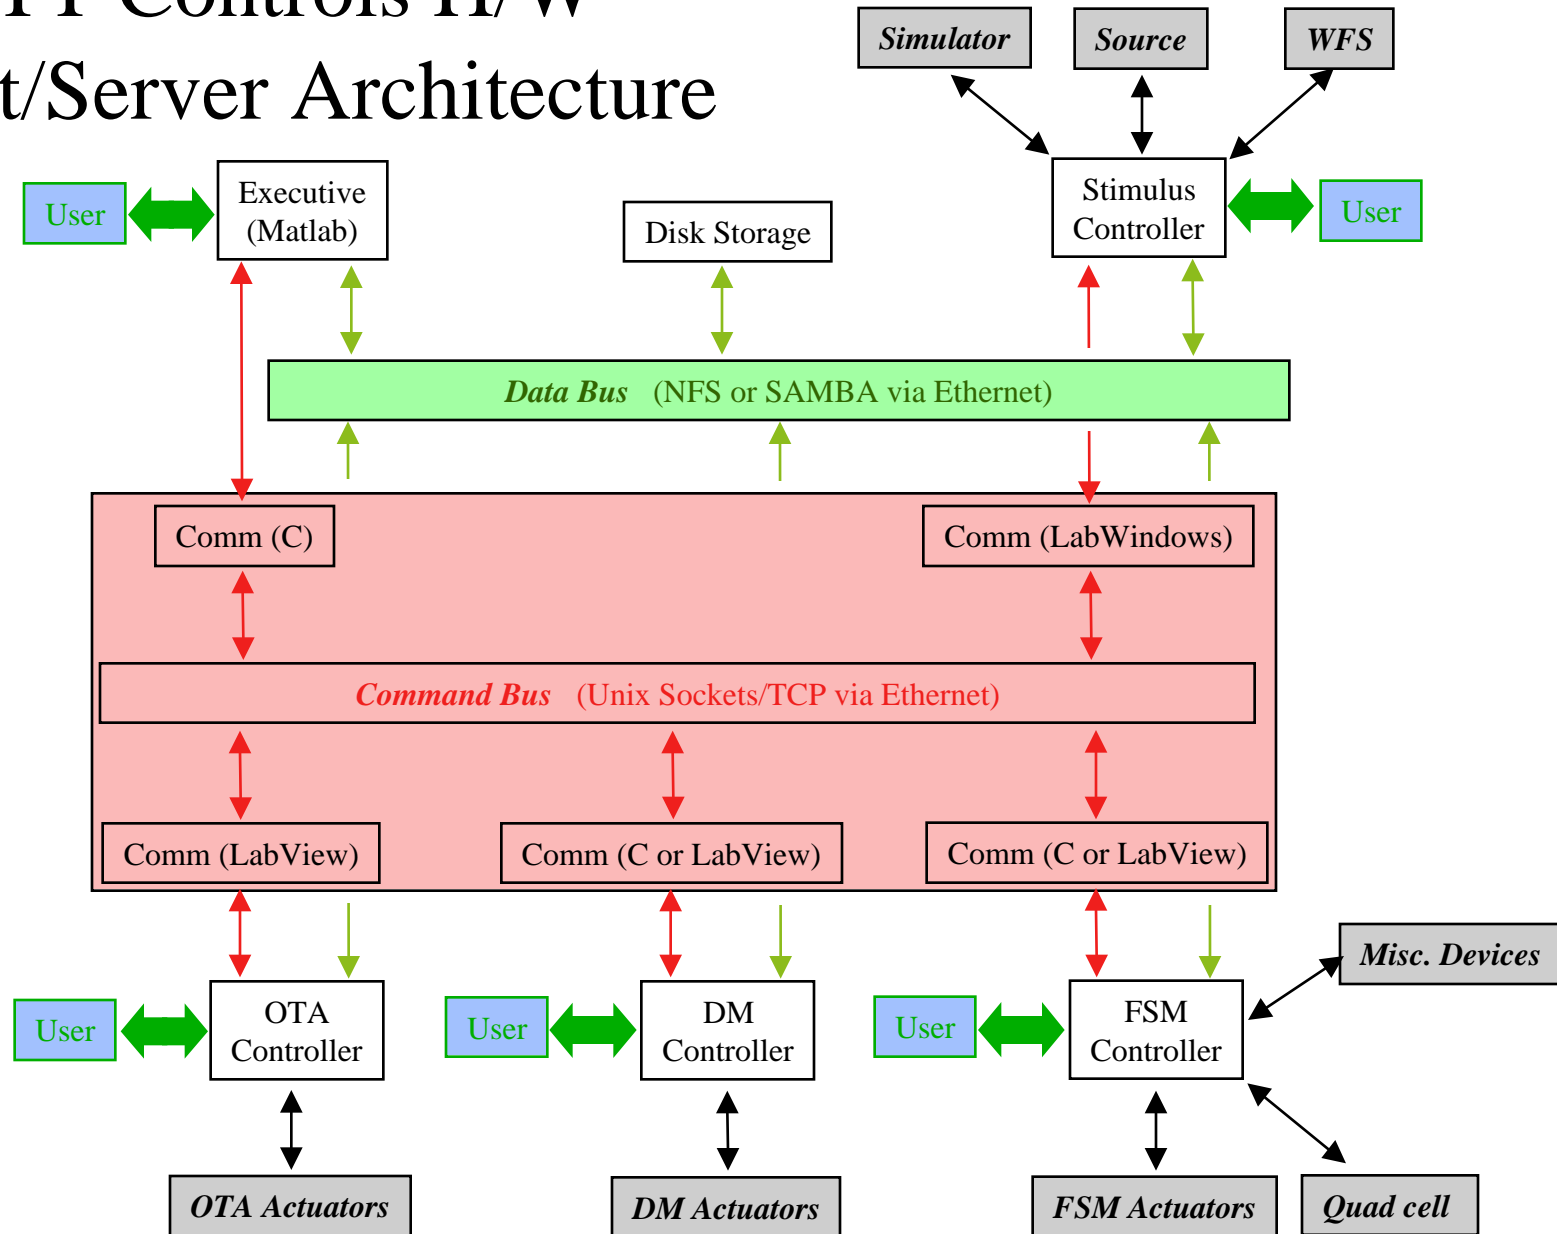 Controls H/W
t/Server Architecture
Simulator
Source
WFS
User
Executive
(Matlab)
Disk Storage
Stimulus
Controller
User
Data Bus (NFS or SAMBA via Ethernet)
Comm (C)
Comm (LabWindows)
Command Bus (Unix Sockets/TCP via Ethernet)
Comm (LabView)
Comm (C or LabView)
Comm (C or LabView)
Misc. Devices
User
OTA
Controller
User
DM
Controller
User
FSM
Controller
OTA Actuators
DM Actuators
FSM Actuators
Quad cell